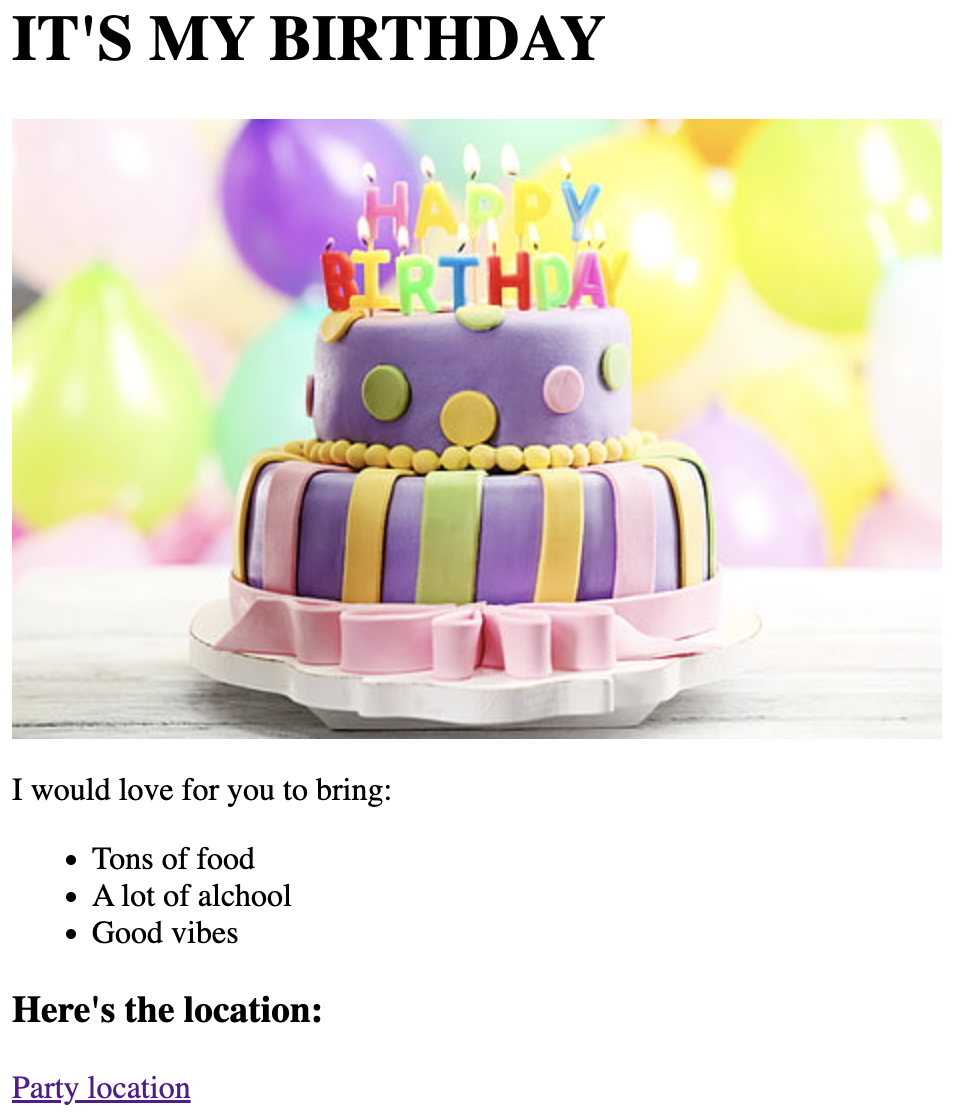 IT'S MY BIRTHDAY
HAPPY
BIRTHDAY
I would love for you to bring:
Tons of food
A lot of alchool
Good vibes
Here's the location:
Party location